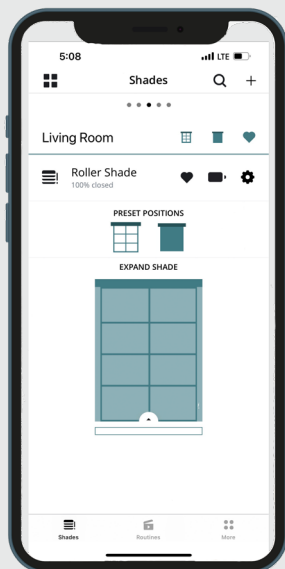 5:08
LTE
Shades
Living Room
Roller Shade
100% closed
PRESET POSITIONS
EXPAND SHADE
Shades
Routines
More